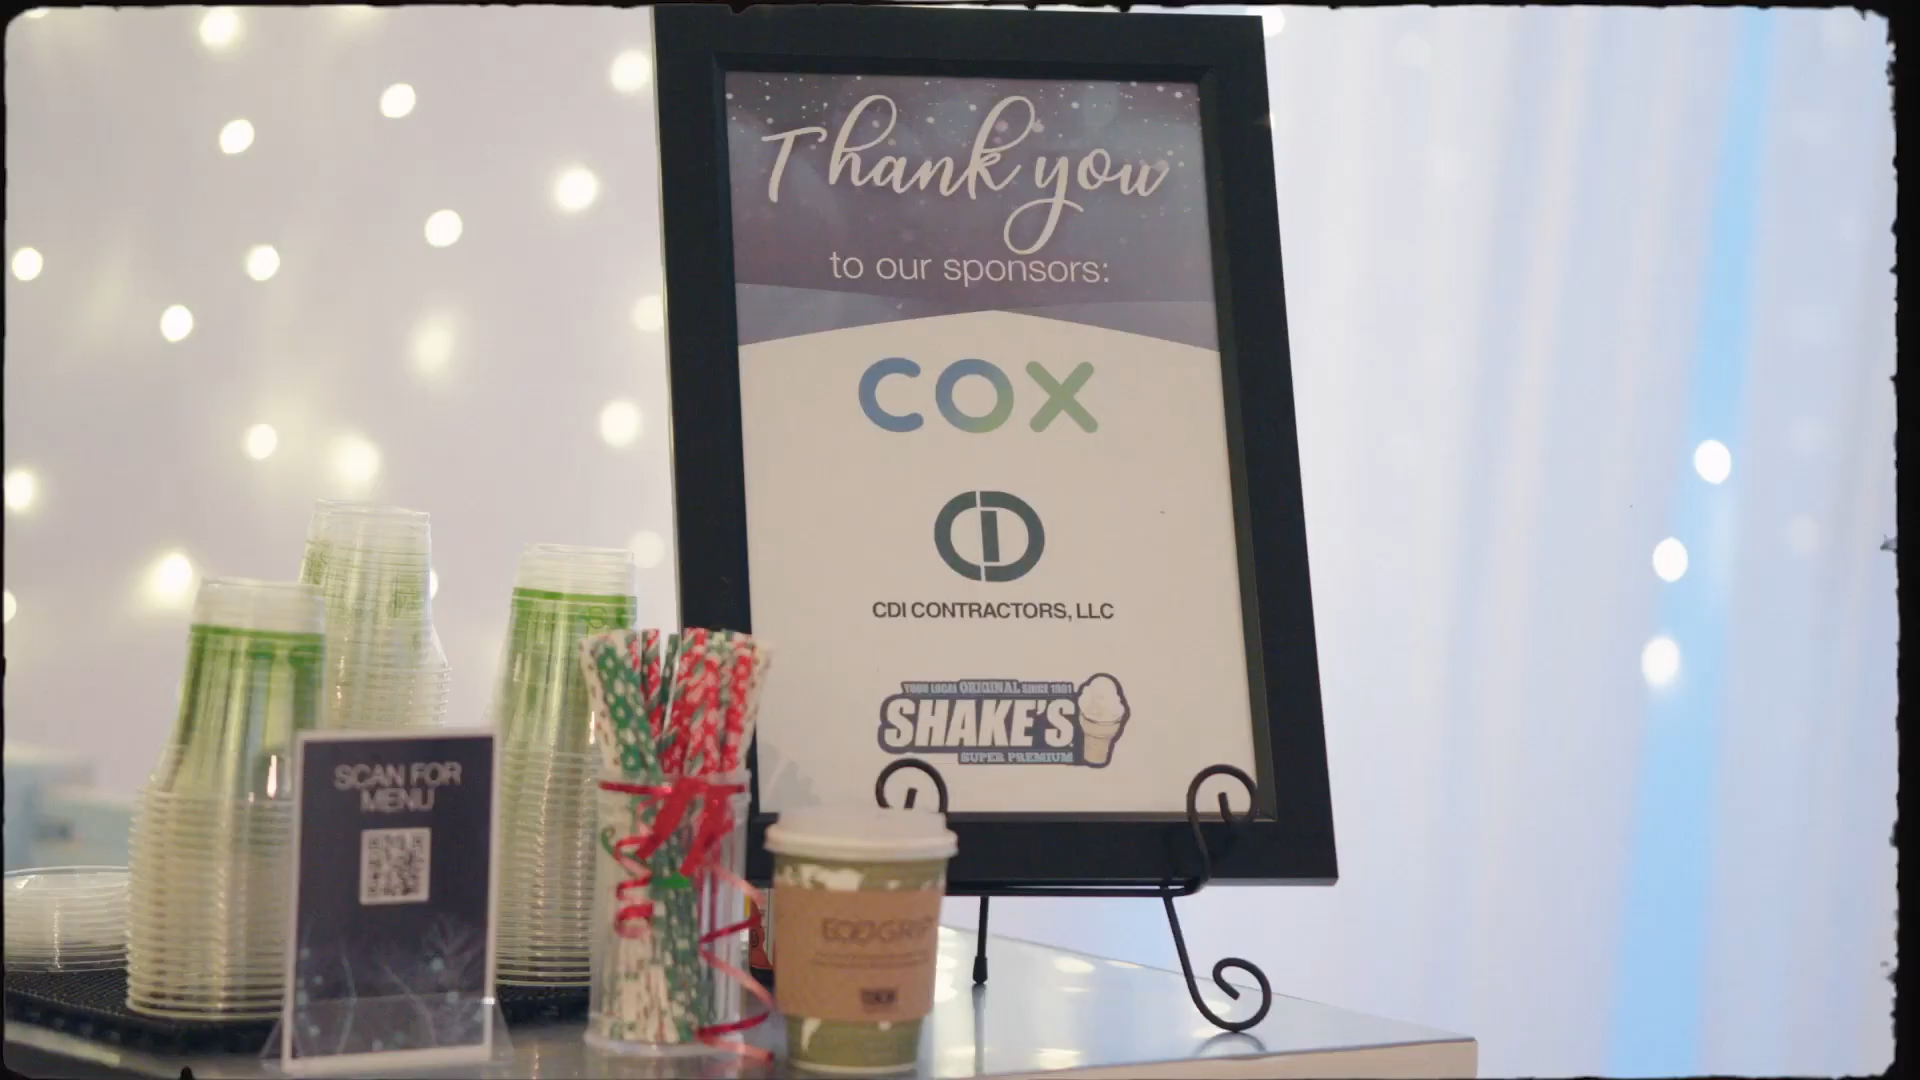 Thank you
to our sponsors:
COX
CDI CONTRACTORS, LLC
YOUR LOCAL ORIGINAL SINCE 1991
SHAKE'S
SUPER PREMIUM
SCAN FOR
MENU
ECOGRIP